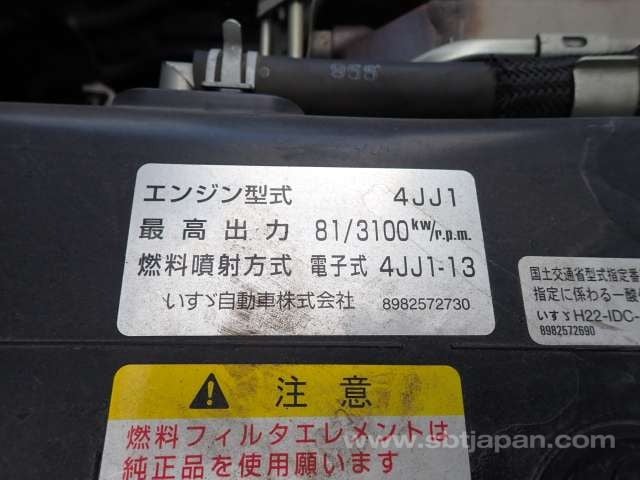 955
エンジン型式 4JJ1
最高出力 81/3100kw/r.p.m.
燃料噴射方式 電子式 4JJ1-13
いすゞ自動車株式会社 8982572730
国土交通省型式指定番
指定に係わる一酸
いすゞH22-IDC-
8982572690
注意
燃料フィルタエレメントは
純正品を使用願います
www.sbtjapan.com